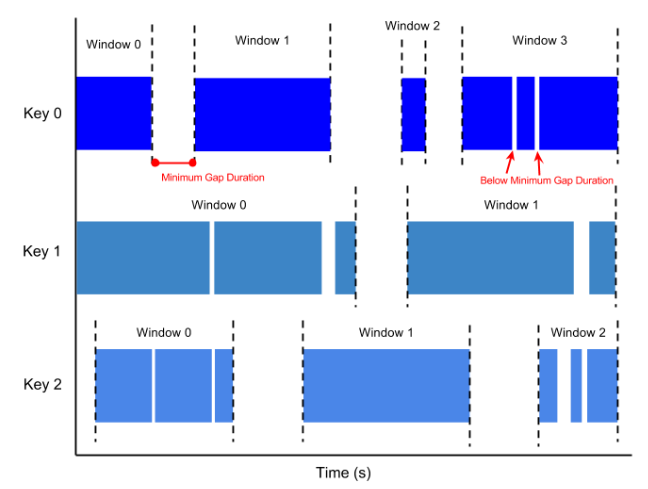 Window 0
Window 1
Window 2
Window 3
Key 0
Minimum Gap Duration
Below Minimum Gap Duration
Window 0
Window 1
Key 1
Window 0
Window 1
Window 2
Key 2
Time (s)